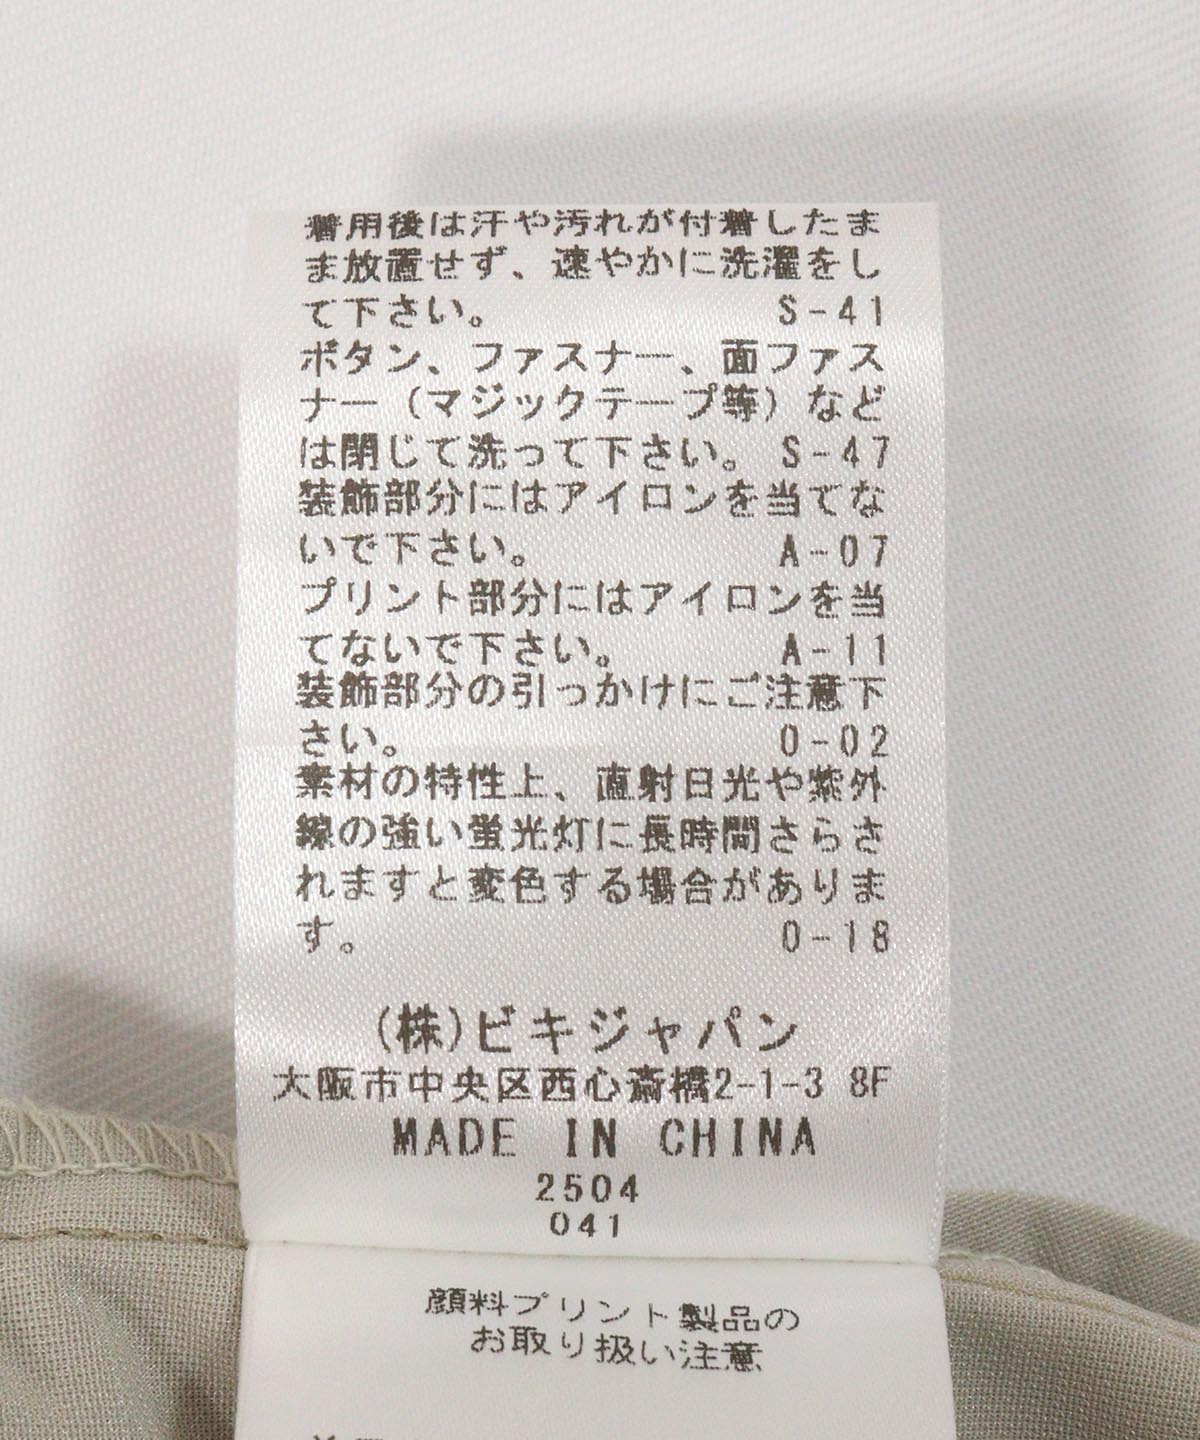 着用後は汗や汚れが付着したま
ま放置せず、速やかに洗濯をし
て下さい。 S-41
ボタン、ファスナー、面ファス
ナー（マジックテープ等）など
は閉じて洗って下さい。 S-47
装飾部分にはアイロンを当てな
いで下さい。 A-07
プリント部分にはアイロンを当
てないで下さい。 A-11
装飾部分の引っかけにご注意下
さい。 O-02
素材の特性上、直射日光や紫外
線の強い蛍光灯に長時間さらさ
れますと変色する場合がありま
す。 O-18
(株)ビキジャパン
大阪市中央区西心斎橋2-1-3 8F
MADE IN CHINA
2504
041
顔料プリント製品の
お取り扱い注意